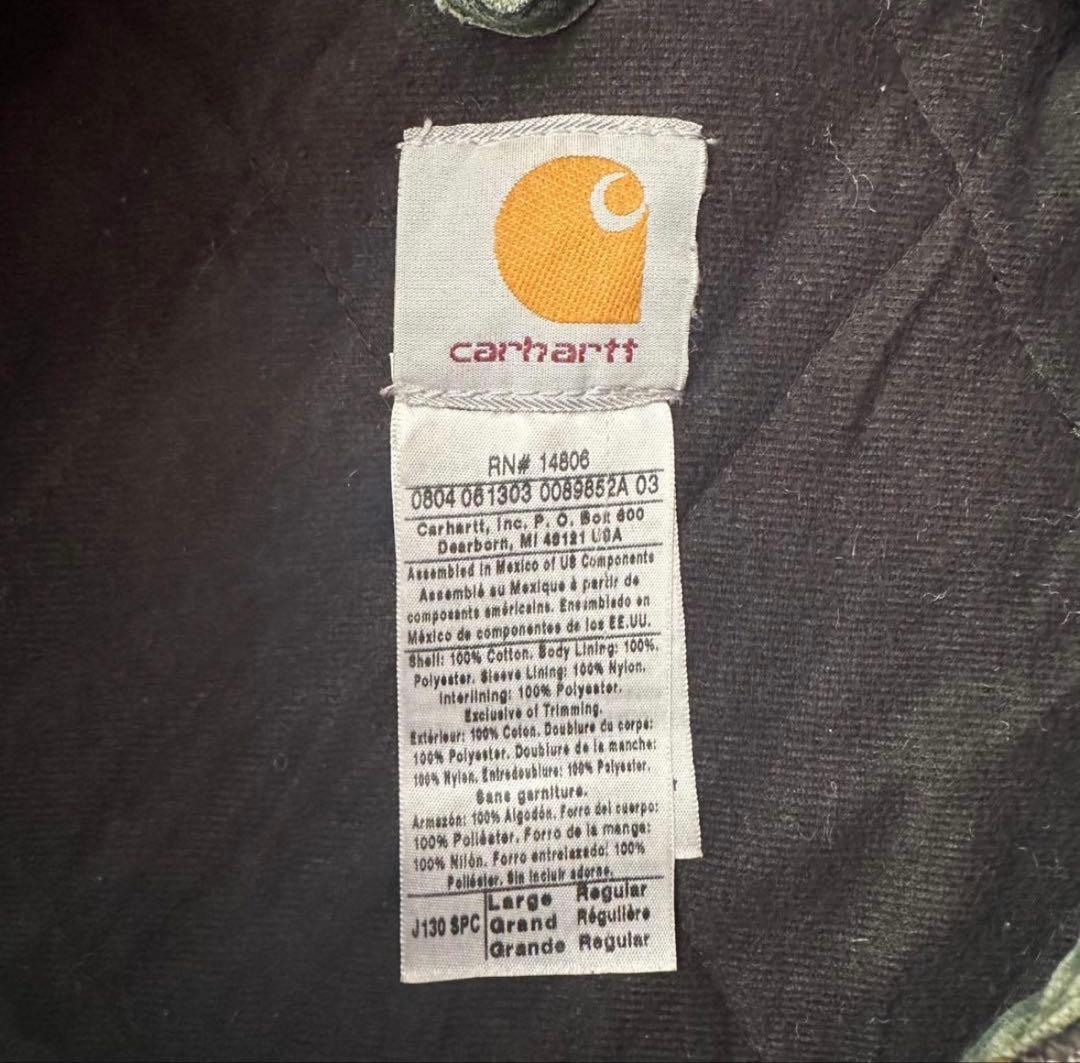 carhartt
RN# 14806
0804 061303 0089852A 03
Carhartt, Inc. P. O. Box 600
Dearborn, MI 48121 USA
Assembled in Mexico of US Components
Assemblé au Mexique à partir de
composants américains. Ensamblado en
México de componentes de los EE.UU.
Shell: 100% Cotton. Body Lining: 100%.
Polyester. Sleeve Lining: 100% Nylon.
Interlining: 100% Polyester.
Exclusive of Trimming.
Extérieur: 100% Coton. Doublure du corps:
100% Polyester. Doublure de la manche:
100% Nylon. Entredoublure: 100% Polyester.
Sans garniture.
Armazón: 100% Algodón. Forro del cuerpo:
100% Poliéster. Forro de la manga:
100% Nilón. Forro entrelazado: 100%
Poliéster. Sin incluir adorno.
J130 SPC
Large Regular
Grand Régulière
Grande Regular